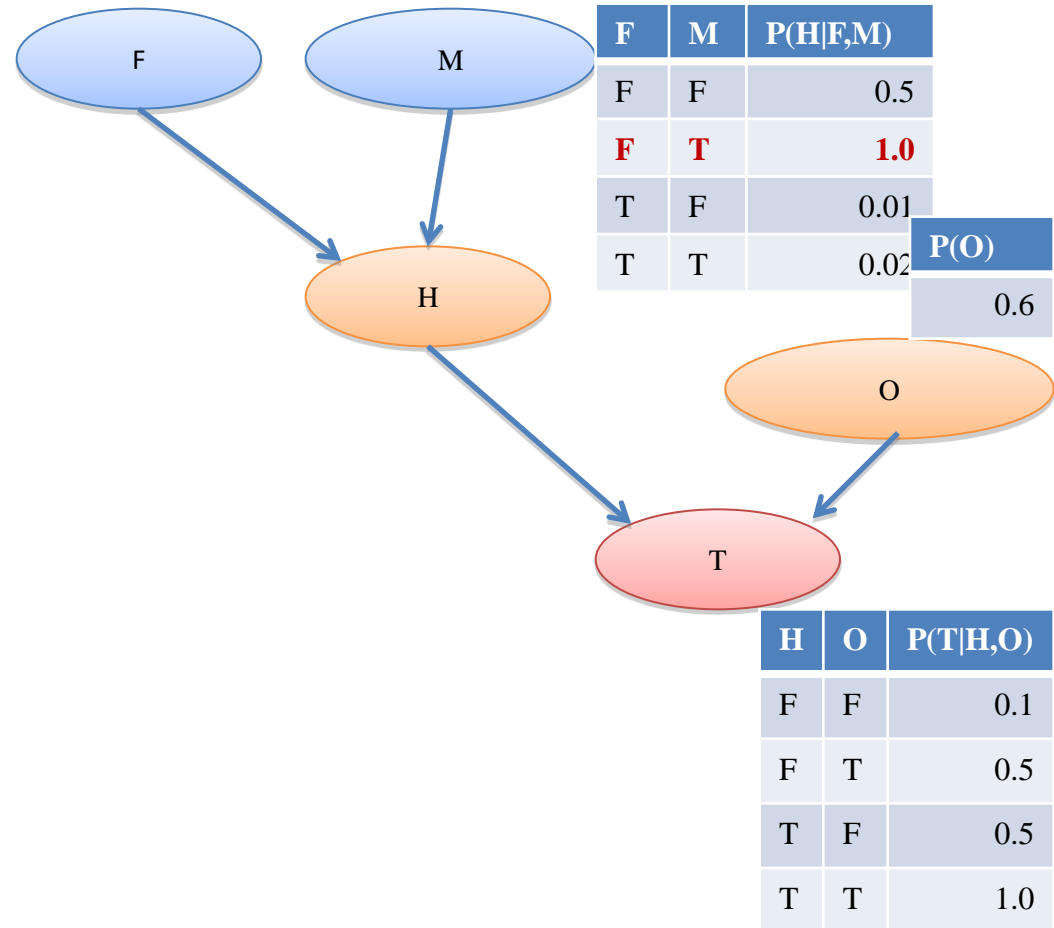 F
M
F M P(H|F,M)
F F 0.5
F T 1.0
T F 0.01
T T 0.02
P(O)
0.6
H
O
T
H O P(T|H,O)
F F 0.1
F T 0.5
T F 0.5
T T 1.0